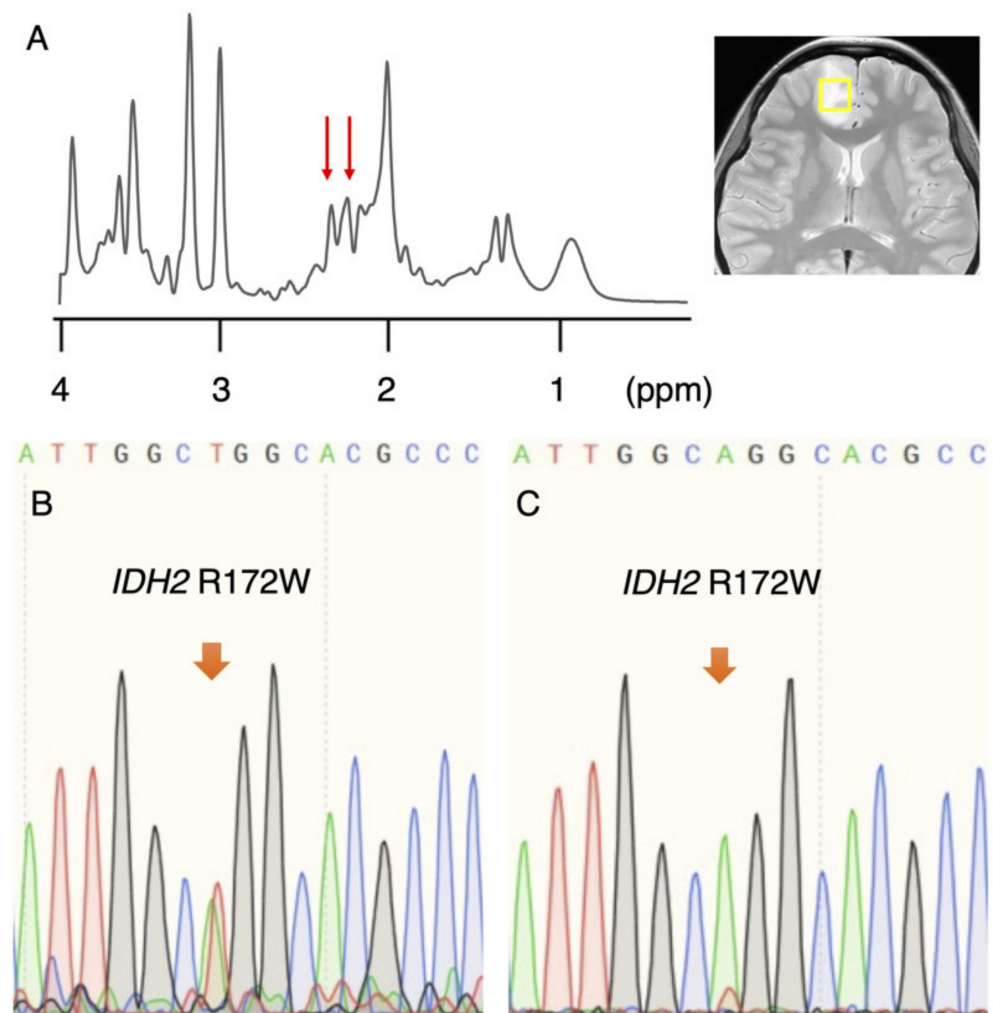 A
4 3 2 1 (ppm)
A T T G G C T G G C A C G C C C
B
IDH2 R172W
A T T G G C A G G C A C G C C
C
IDH2 R172W